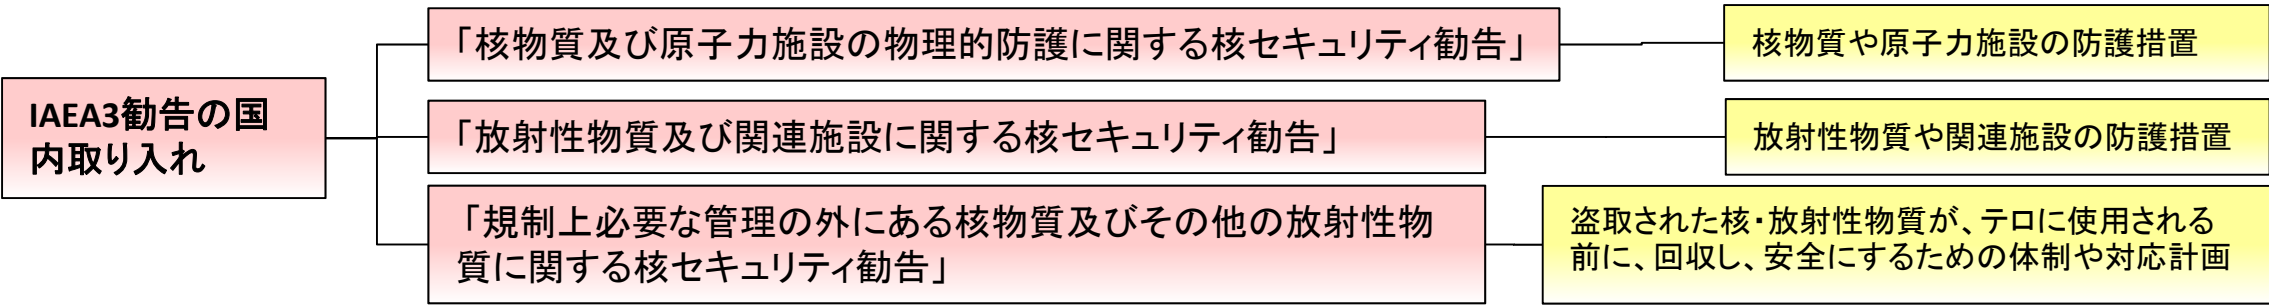 IAEA3勧告の国
内取り入れ
「核物質及び原子力施設の物理的防護に関する核セキュリティ勧告」
核物質や原子力施設の防護措置
「放射性物質及び関連施設に関する核セキュリティ勧告」
放射性物質や関連施設の防護措置
「規制上必要な管理の外にある核物質及びその他の放射性物
質に関する核セキュリティ勧告」
盗取された核・放射性物質が、テロに使用される
前に、回収し、安全にするための体制や対応計画